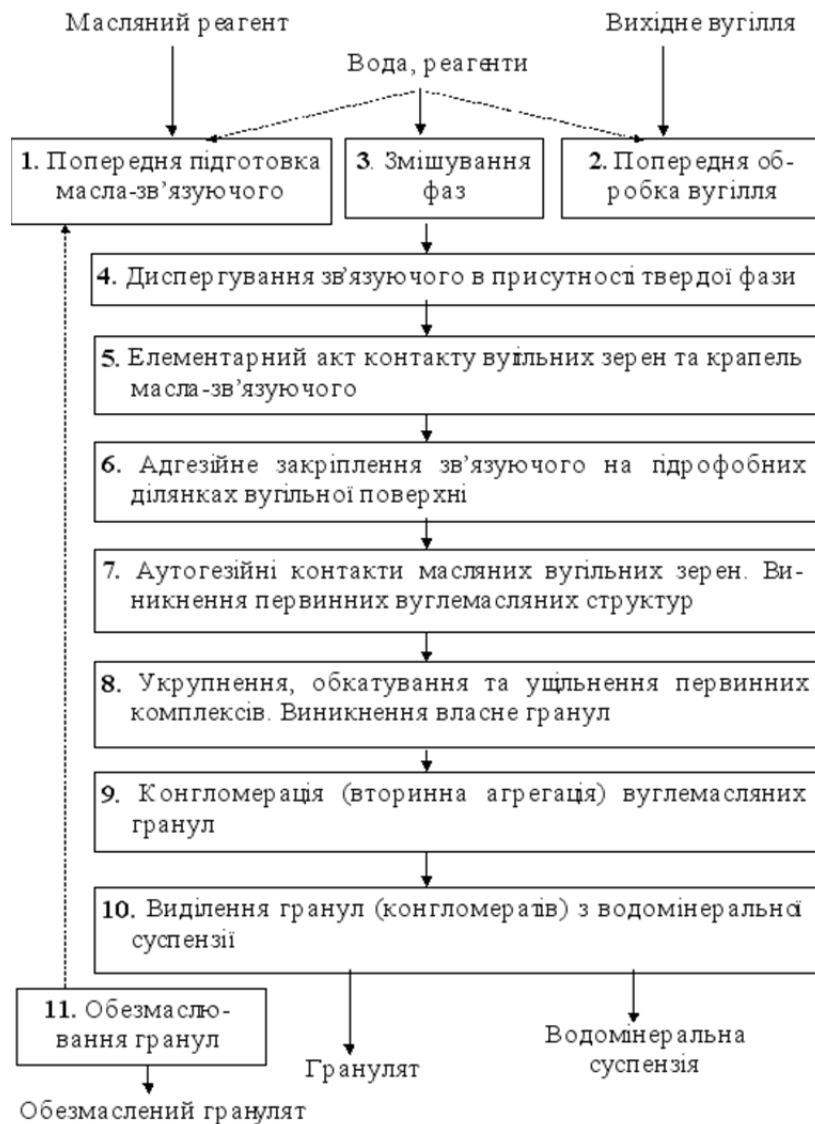 Масляний реагент
Вихідне вугілля
Вода, реагенти
1. Попередня підготовка
масла-зв’язуючого
3. Змішування
фаз
2. Попередня об-
робка вугілля
4. Диспергування зв’язуючого в присутності твердої фази
5. Елементарний акт контакту вугільних зерен та крапель
масла-зв’язуючого
6. Адгезійне закріплення зв’язуючого на гідрофобних
ділянках вугільної поверхні
7. Аутогезійні контакти масляних вугільних зерен. Ви-
никнення первинних вуглемасляних структур
8. Укрупнення, обкатування та ущільнення первинних
комплексів. Виникнення власне гранул
9. Конгломерація (вторинна агрегація) вуглемасляних
гранул
10. Виділення гранул (конгломератів) з водомінеральної
суспензії
11. Обезмаслю-
вання гранул
Гранулят
Водомінеральна
суспензія
Обезмаслений гранулят